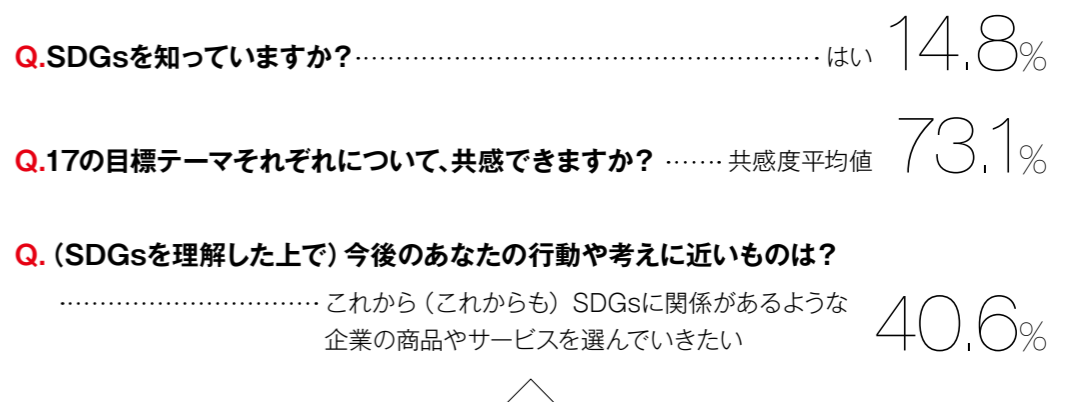 Q.SDGsを知っていますか?……………………………………………………はい 14.8%
Q.17の目標テーマそれぞれについて、共感できますか? ……‥共感度平均値 73.1%
Q.(SDGsを理解した上で)今後のあなたの行動や考えに近いものは?
……………………………これから(これからも)SDGsに関係があるような
企業の商品やサービスを選んでいきたい 40.6%